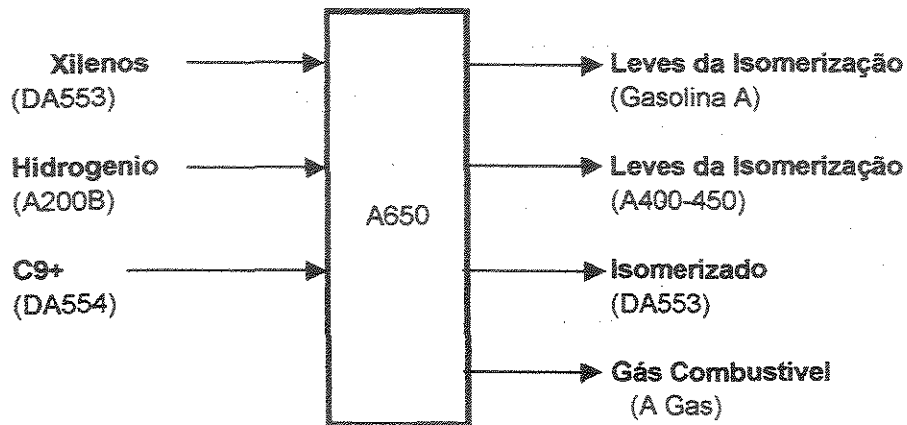 Xilenos
(DA553)
Hidrogenio
(A200B)
C9+
(DA554)
A650
Leves da Isomerização
(Gasolina A)
Leves da Isomerização
(A400-450)
Isomerizado
(DA553)
Gás Combustivel
(A Gas)